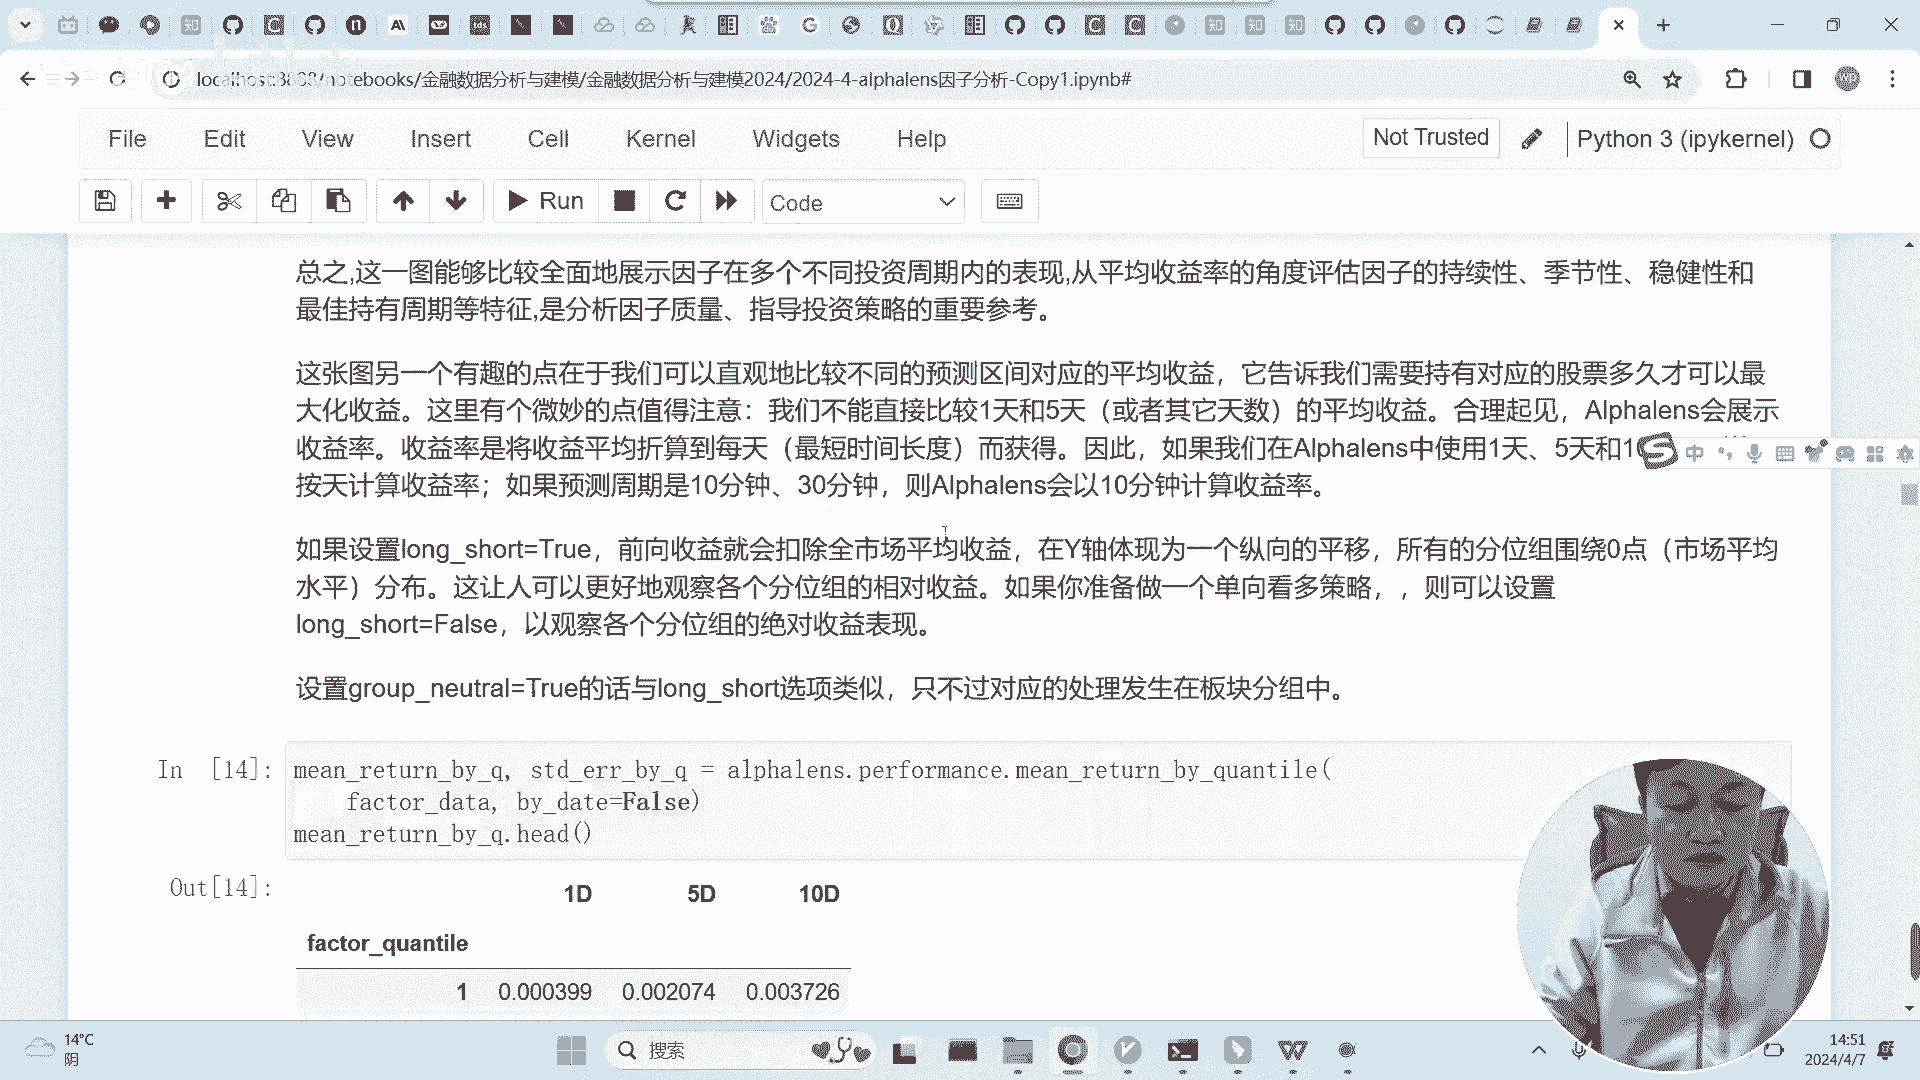 localhost:8888/notebooks/金融数据分析与建模/金融数据分析与建模2024/2024-4-alphalens因子分析-Copy1.ipynb#
File Edit View Insert Cell Kernel Widgets Help
Not Trusted
Python 3 (ipykernel)
Run
Code
总之,这一图能够比较全面地展示因子在多个不同投资周期内的表现,从平均收益率的角度评估因子的持续性、季节性、稳健性和
最佳持有周期等特征,是分析因子质量、指导投资策略的重要参考。
这张图另一个有趣的点在于我们可以直观地比较不同的预测区间对应的平均收益，它告诉我们需要持有对应的股票多久才可以最
大化收益。这里有个微妙的点值得注意：我们不能直接比较1天和5天（或者其它天数）的平均收益。合理起见，Alphalens会展示
收益率。收益率是将收益平均折算到每天（最短时间长度）而获得。因此，如果我们在Alphalens中使用1天、5天和1
中
按天计算收益率；如果预测周期是10分钟、30分钟，则Alphalens会以10分钟计算收益率。
如果设置long_short=True，前向收益就会扣除全市场平均收益，在Y轴体现为一个纵向的平移，所有的分位组围绕0点（市场平均
水平）分布。这让人可以更好地观察各个分位组的相对收益。如果你准备做一个单向看多策略，，则可以设置
long_short=False，以观察各个分位组的绝对收益表现。
设置group_neutral=True的话与long_short选项类似，只不过对应的处理发生在板块分组中。
In [14]: mean_return_by_q, std_err_by_q = alphalens.performance.mean_return_by_quantile(
factor_data, by_date=False)
mean_return_by_q.head()
Out[14]:
1D 5D 10D
factor_quantile
1 0.000399 0.002074 0.003726
14°C
阴
搜索
14:51
2024/4/7